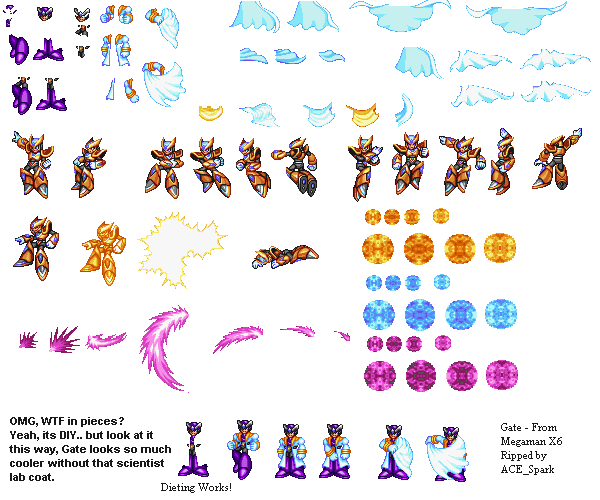 OMG, WTF in pieces?
Yeah, its DIY.. but look at it
this way, Gate looks so much
cooler without that scientist
lab coat.
Dieting Works!
Gate - From
Megaman X6
Ripped by
ACE_Spark